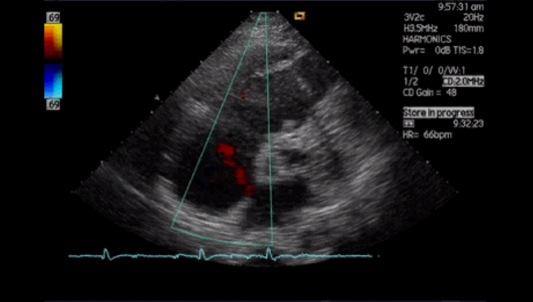 9:57:31 am
.69
3V2c 20Hz
H3.5MHz 180mm
HARMONICS
Pwr= 0dB TIS=1.8
T1/ 0/ 0/VV:1
1/2 CD:2.0MHz
CD Gain = 48
.69
Store in progress
9:32:23
HR= 66bpm